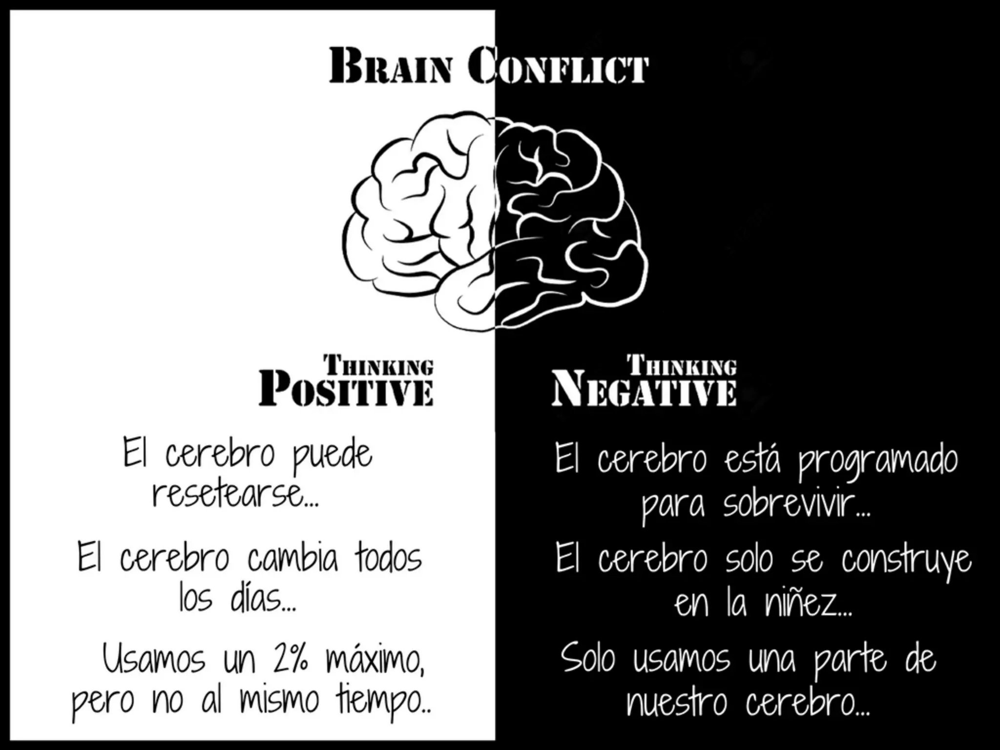 BRAIN CONFLICT
THINKING
POSITIVE
El cerebro puede
resetearse...
El cerebro cambia todos
los días...
Usamos un 2% máximo,
pero no al mismo tiempo..
THINKING
NEGATIVE
El cerebro está programado
para sobrevivir...
El cerebro solo se construye
en la niñez...
Solo usamos una parte de
nuestro cerebro...